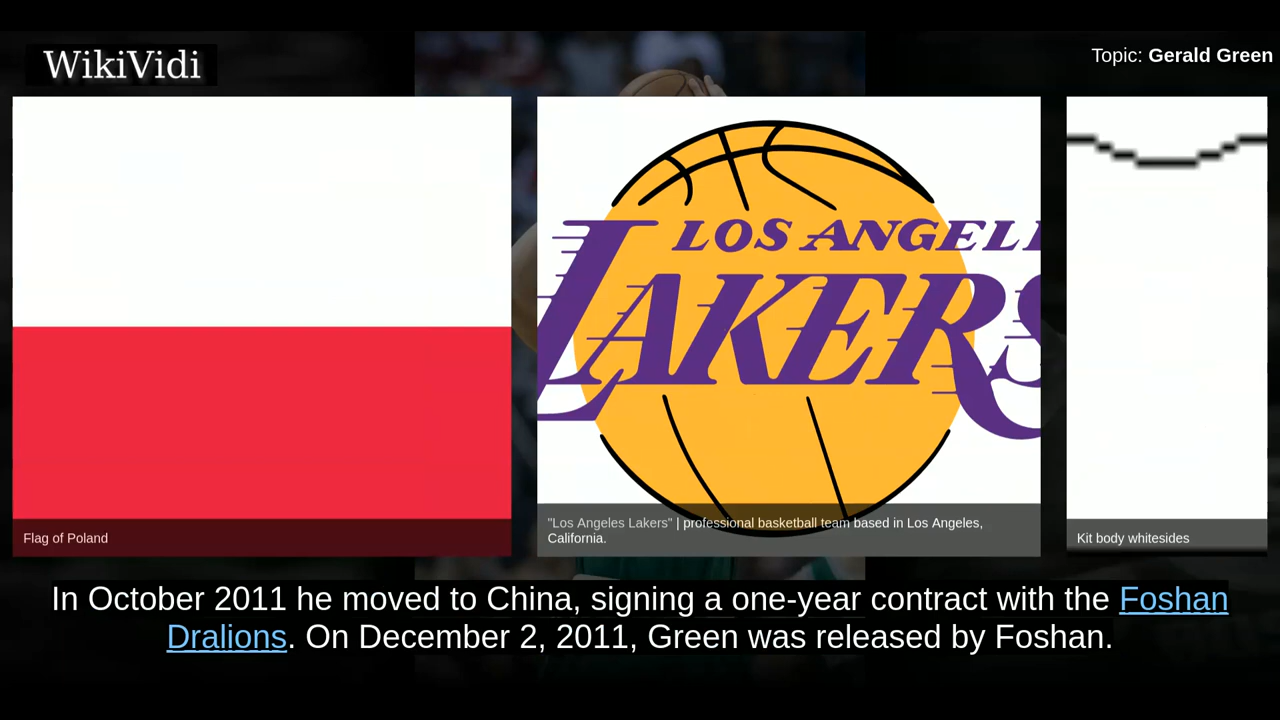 WikiVidi
Topic: Gerald Green
LOS ANGEL
LAKERS
Flag of Poland
"Los Angeles Lakers" | professional basketball team based in Los Angeles,
California.
Kit body whitesides
In October 2011 he moved to China, signing a one-year contract with the Foshan
Dralions. On December 2, 2011, Green was released by Foshan.